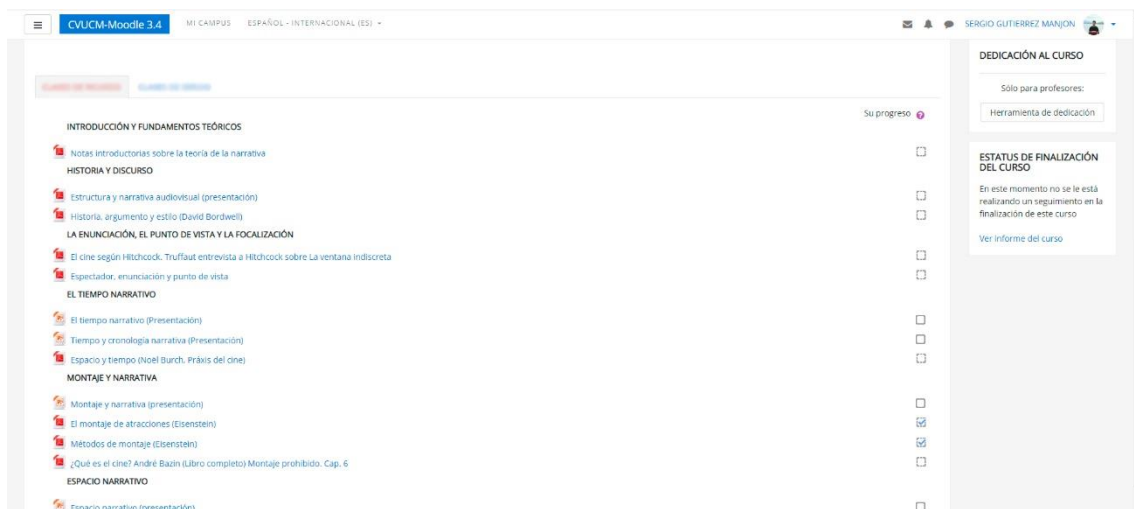 CVUCM-Moodle 3.4
MI CAMPUS
ESPAÑOL - INTERNACIONAL (ES)
SERGIO GUTIERREZ MANJON
Su progreso
INTRODUCCIÓN Y FUNDAMENTOS TEÓRICOS
Notas introductorias sobre la teoría de la narrativa
HISTORIA Y DISCURSO
Estructura y narrativa audiovisual (presentación)
Historia, argumento y estilo (David Bordwell)
LA ENUNCIACIÓN, EL PUNTO DE VISTA Y LA FOCALIZACIÓN
El cine según Hitchcock. Truffaut entrevista a Hitchcock sobre La ventana indiscreta
Espectador, enunciación y punto de vista
EL TIEMPO NARRATIVO
El tiempo narrativo (Presentación)
Tiempo y cronología narrativa (Presentación)
Espacio y tiempo (Noël Burch. Práxis del cine)
MONTAJE Y NARRATIVA
Montaje y narrativa (presentación)
El montaje de atracciones (Eisenstein)
Métodos de montaje (Eisenstein)
¿Qué es el cine? André Bazin (Libro completo) Montaje prohibido. Cap. 6
ESPACIO NARRATIVO
Espacio narrativo (presentación)
DEDICACIÓN AL CURSO
Sólo para profesores:
Herramienta de dedicación
ESTATUS DE FINALIZACIÓN
DEL CURSO
En este momento no se le está
realizando un seguimiento en la
finalización de este curso
Ver informe del curso